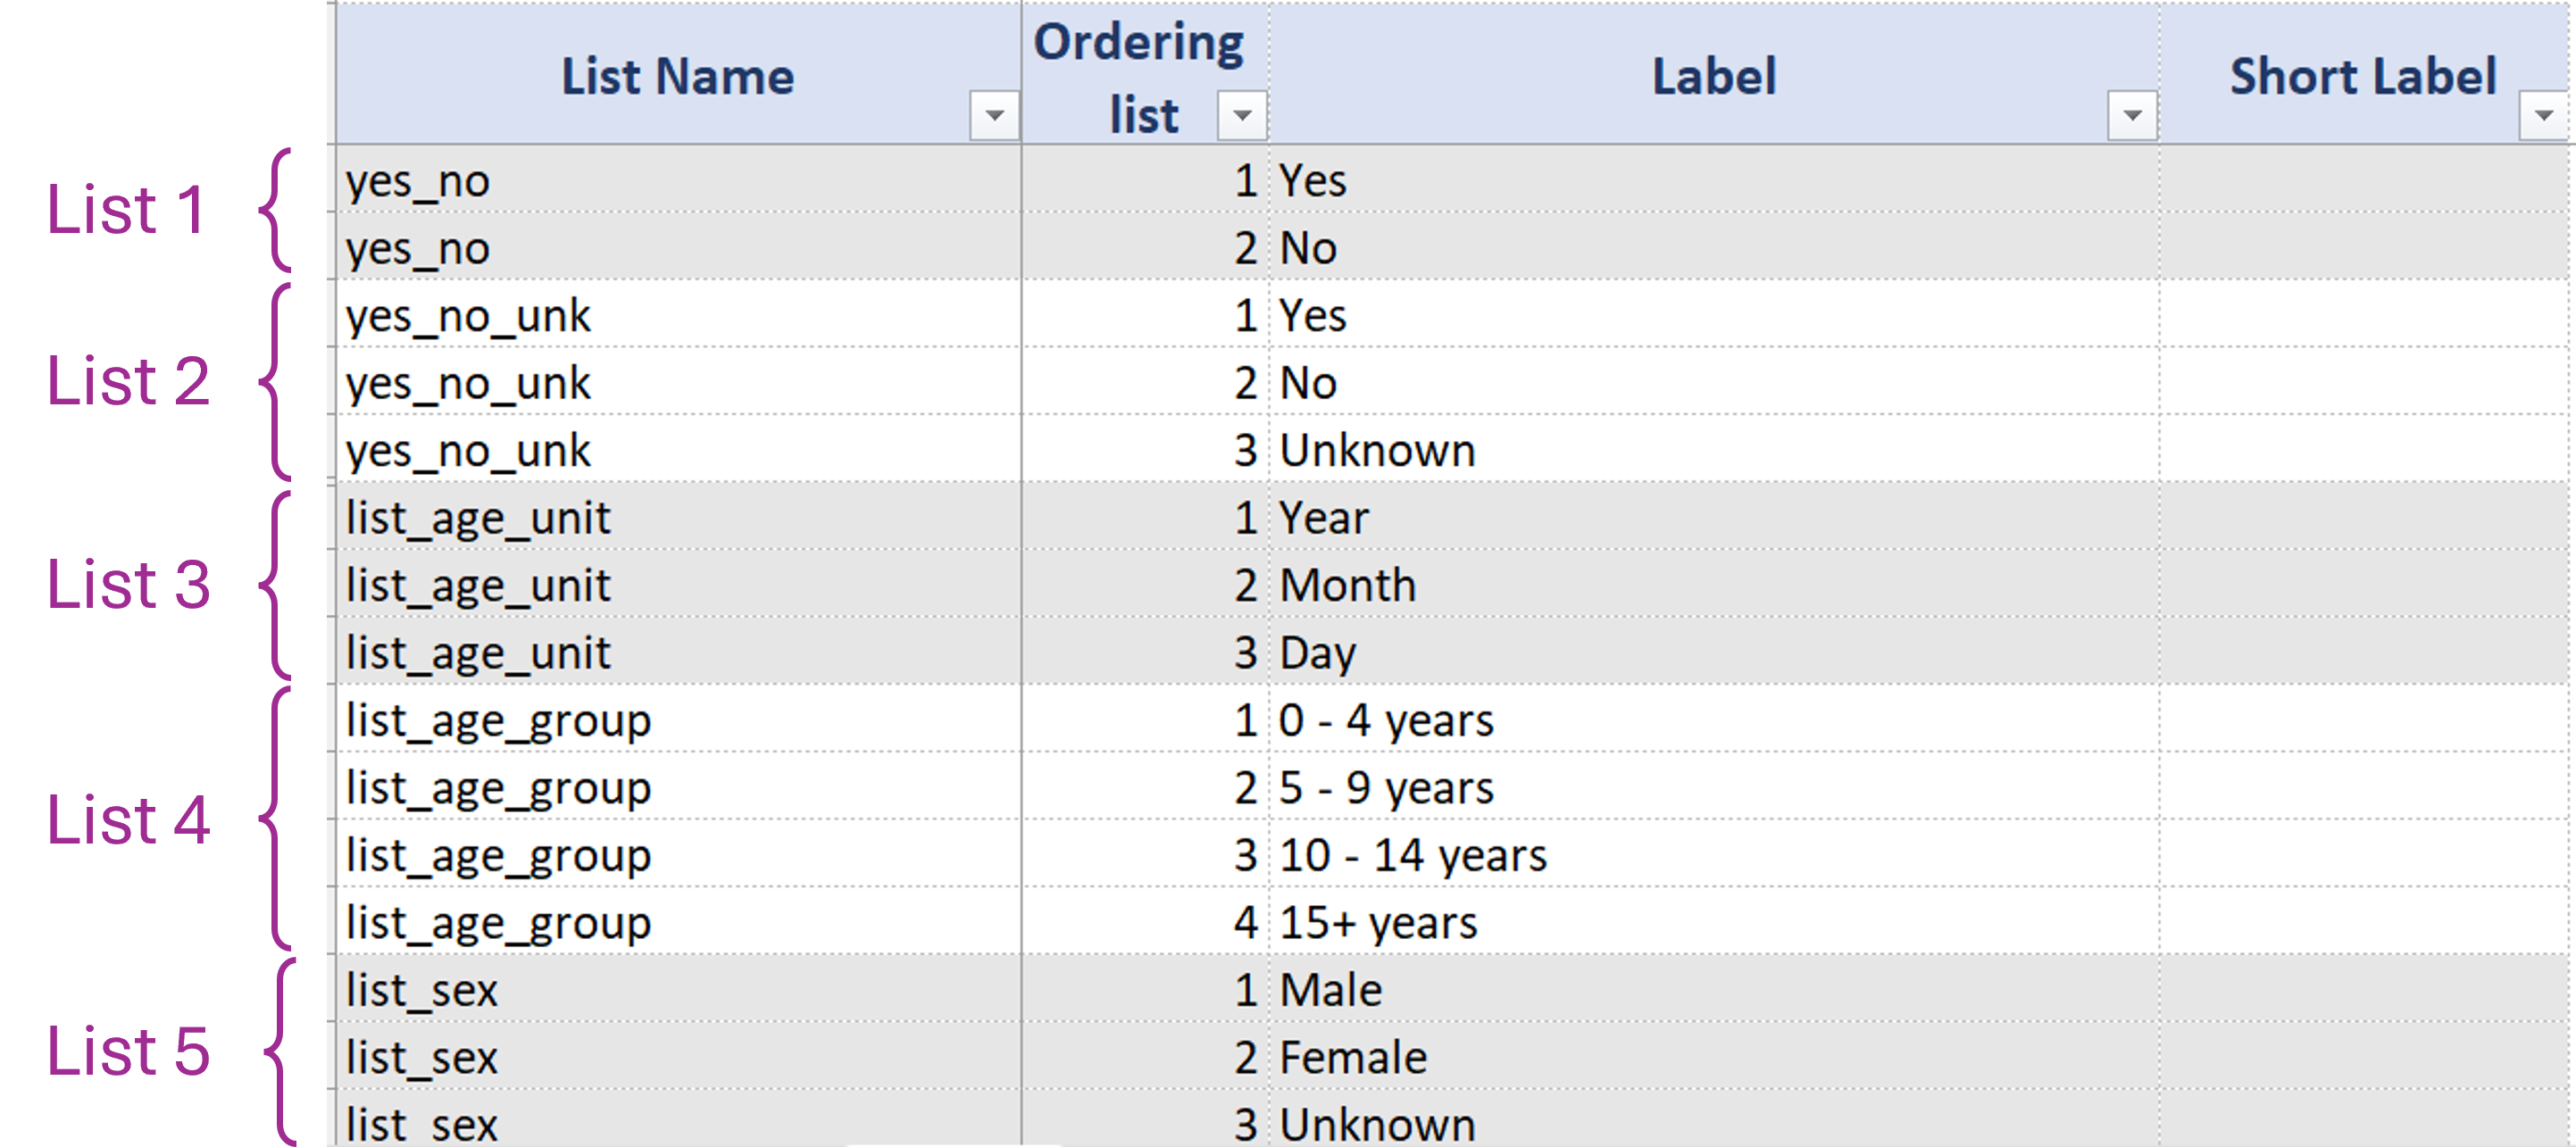 List Name Ordering list Label Short Label
List 1
yes_no 1 Yes
yes_no 2 No
List 2
yes_no_unk 1 Yes
yes_no_unk 2 No
yes_no_unk 3 Unknown
List 3
list_age_unit 1 Year
list_age_unit 2 Month
list_age_unit 3 Day
List 4
list_age_group 1 0 - 4 years
list_age_group 2 5 - 9 years
list_age_group 3 10 - 14 years
list_age_group 4 15+ years
List 5
list_sex 1 Male
list_sex 2 Female
list_sex 3 Unknown